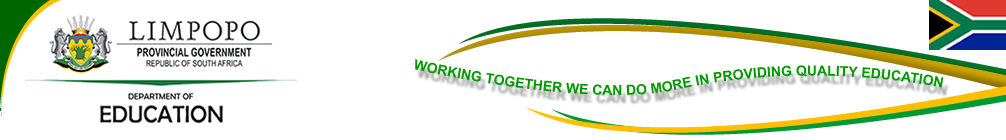 LIMPOPO
PROVINCIAL GOVERNMENT
REPUBLIC OF SOUTH AFRICA
DEPARTMENT OF
EDUCATION
WORKING TOGETHER WE CAN DO MORE IN PROVIDING QUALITY EDUCATION